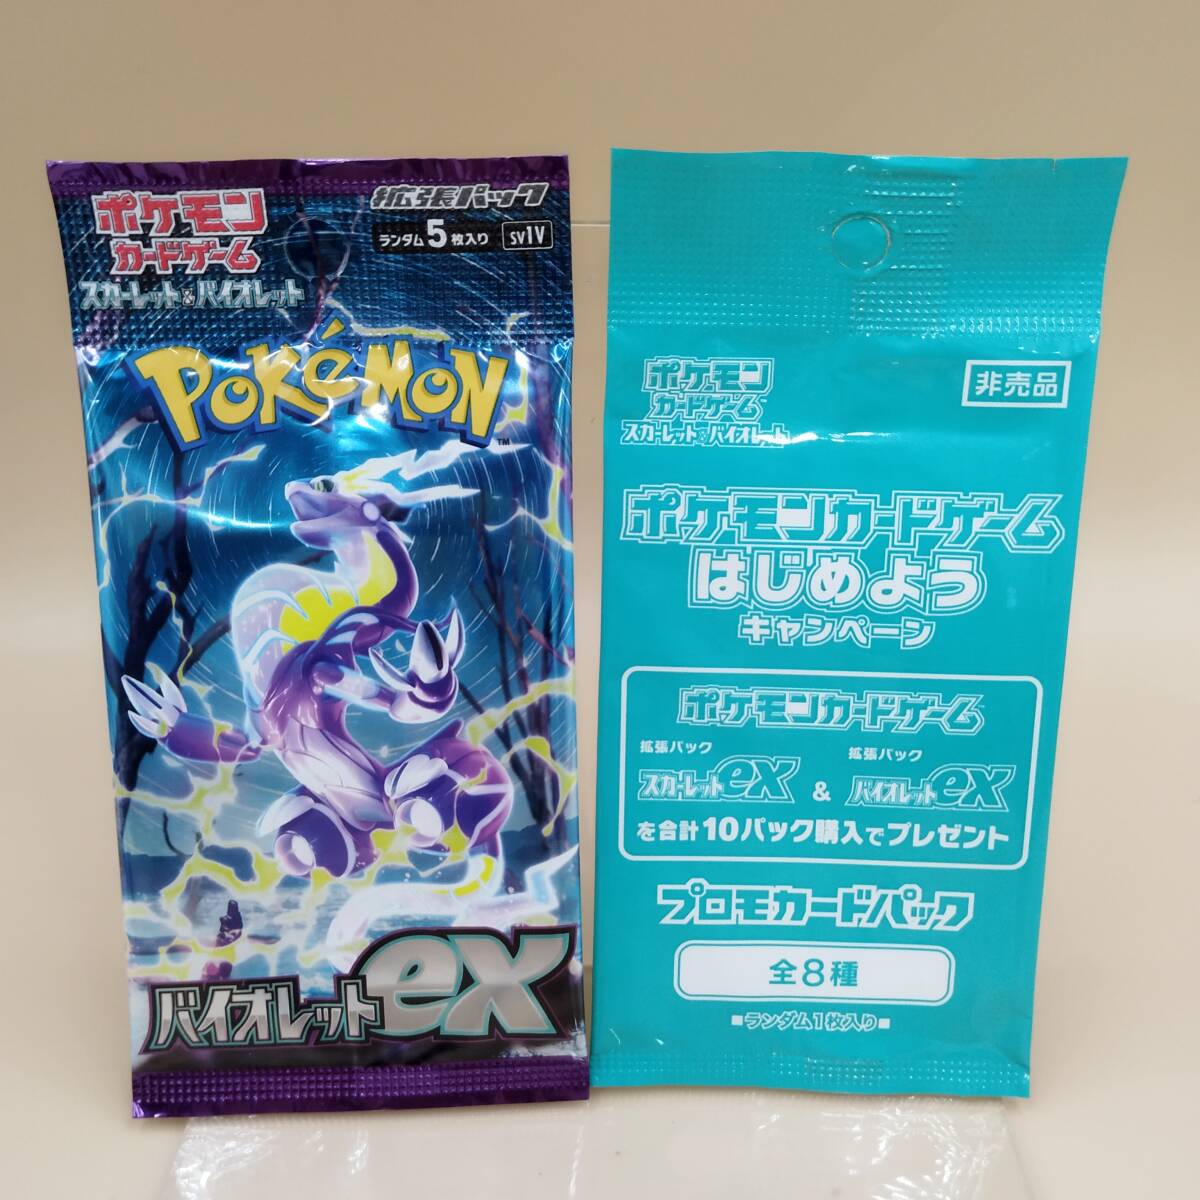 ポケモン
カードゲーム
スカーレット&バイオレット
拡張パック
ランダム5枚入り
SV1V
POKéMON
TM
バイオレットex
ポケモン
カードゲーム
スカーレット&バイオレット
非売品
ポケモンカードゲーム
はじめよう
キャンペーン
ポケモンカードゲーム
拡張パック 拡張パック
スカーレットex & バイオレットex
を合計10パック購入でプレゼント
プロモカードパック
全8種
■ランダム1枚入り■